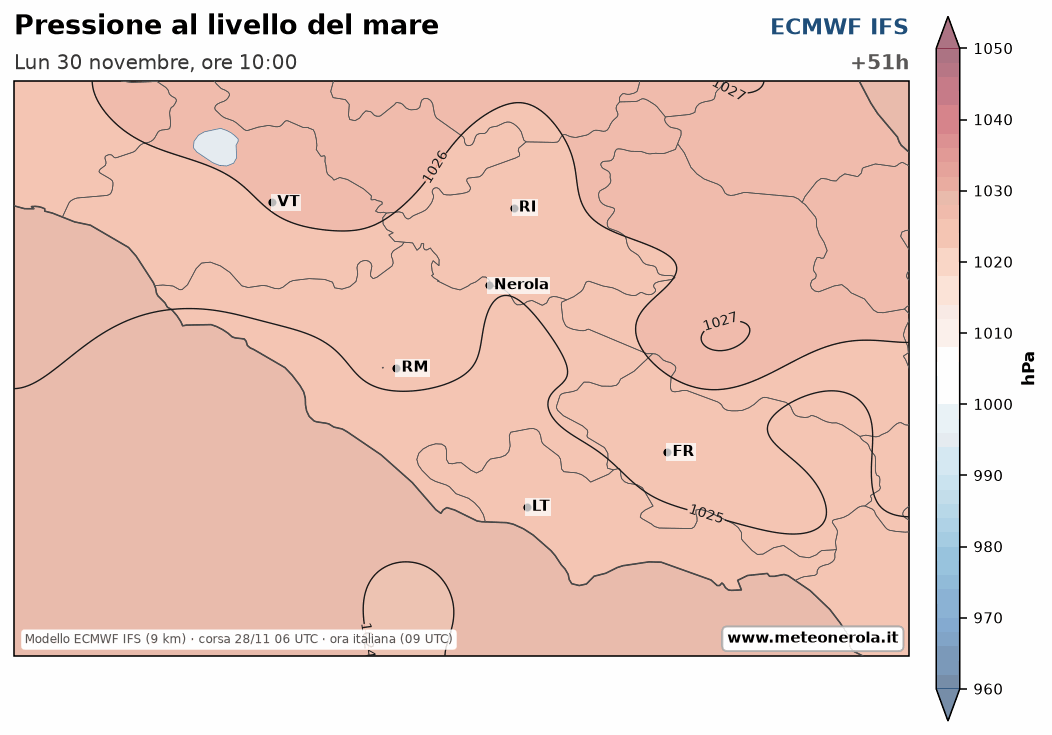 Pressione al livello del mare
ECMWF IFS
Lun 30 novembre, ore 10:00
+51h
1027
1026
VT
RI
Nerola
1027
RM
FR
1025
LT
Modello ECMWF IFS (9 km) · corsa 28/11 06 UTC · ora italiana (09 UTC)
www.meteonerola.it
1050
1040
1030
1020
1010
1000
990
980
970
960
hPa